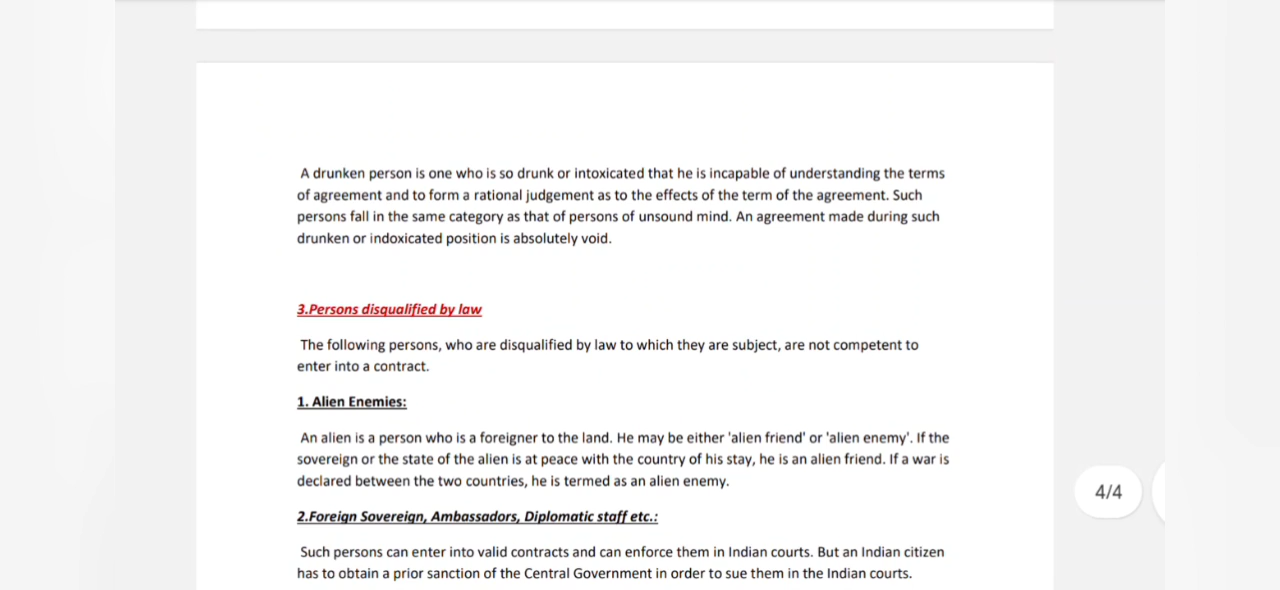 A drunken person is one who is so drunk or intoxicated that he is incapable of understanding the terms
of agreement and to form a rational judgement as to the effects of the term of the agreement. Such
persons fall in the same category as that of persons of unsound mind. An agreement made during such
drunken or indoxicated position is absolutely void.
3.Persons disqualified by law
The following persons, who are disqualified by law to which they are subject, are not competent to
enter into a contract.
1. Alien Enemies:
An alien is a person who is a foreigner to the land. He may be either 'alien friend' or 'alien enemy'. If the
sovereign or the state of the alien is at peace with the country of his stay, he is an alien friend. If a war is
declared between the two countries, he is termed as an alien enemy.
4/4
2.Foreign Sovereign, Ambassadors, Diplomatic staff etc.:
Such persons can enter into valid contracts and can enforce them in Indian courts. But an Indian citizen
has to obtain a prior sanction of the Central Government in order to sue them in the Indian courts.